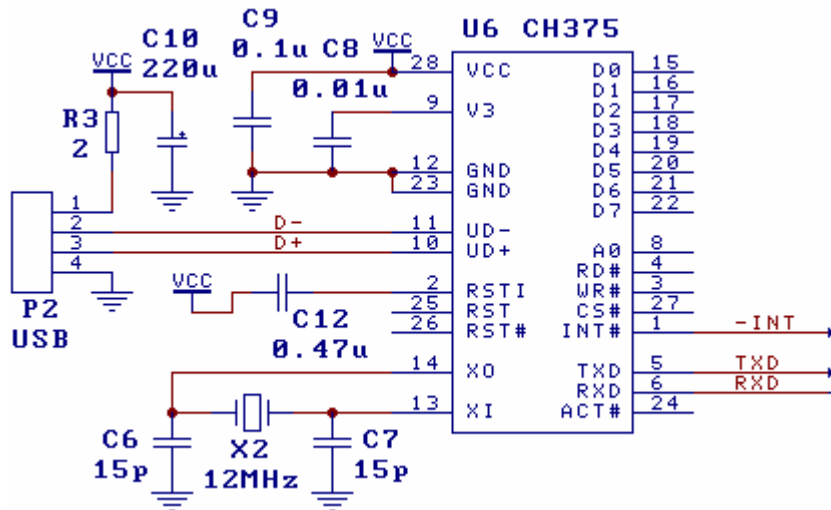 C9
U6 CH375
C10
0.1u C8
VCC
VCC
220u
28
VCC
D0
15
D1
16
0.01u
9
V3
D2
17
R3
D3
18
2
D4
19
12
GND
D5
20
23
GND
D6
21
D7
22
1
2
D-
11
UD-
3
D+
10
UD+
A0
8
4
RD#
4
VCC
2
RSTI
WR#
3
P2
25
RST
CS#
27
USB
C12
26
RST#
INT#
1
-INT
0.47u
14
XO
TXD
5
TXD
RXD
6
RXD
13
XI
ACT#
24
C6
X2
C7
15p
12MHz
15p